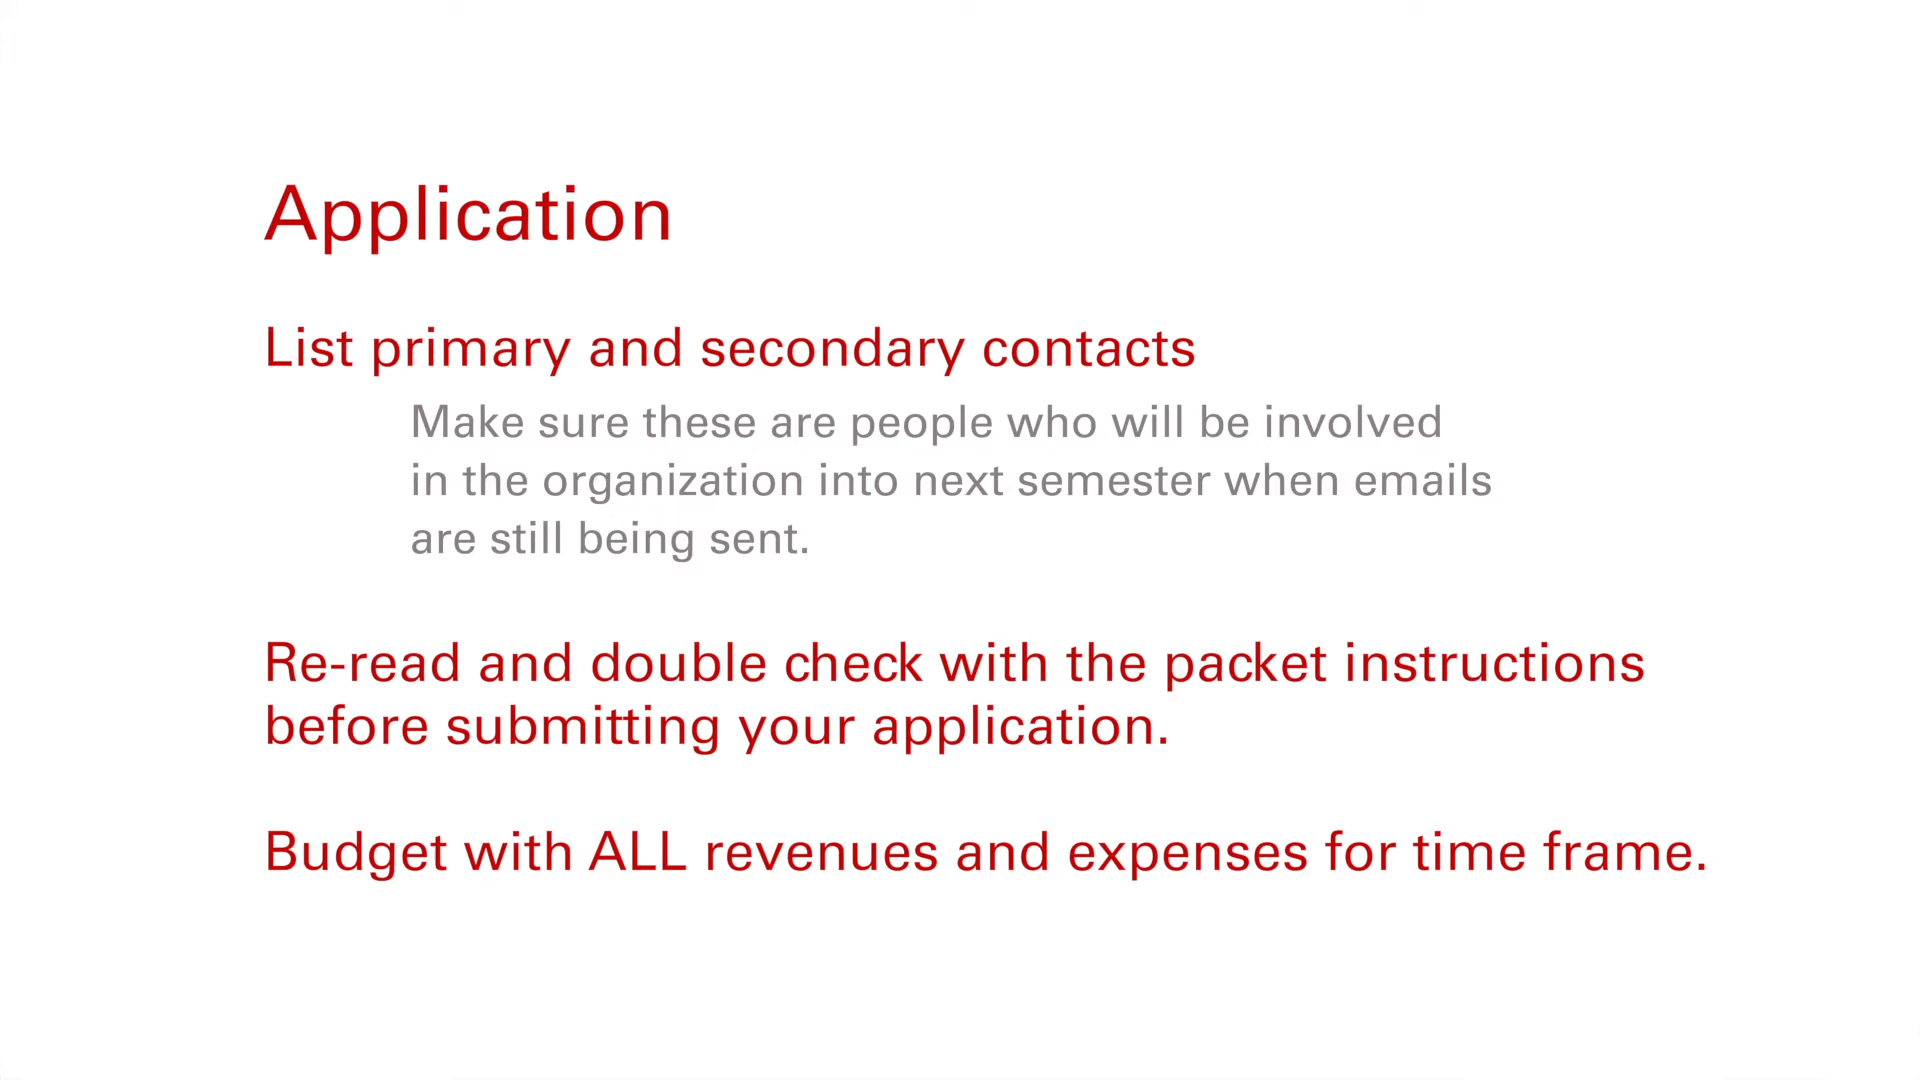 Application
List primary and secondary contacts
Make sure these are people who will be involved
in the organization into next semester when emails
are still being sent.
Re-read and double check with the packet instructions
before submitting your application.
Budget with ALL revenues and expenses for time frame.